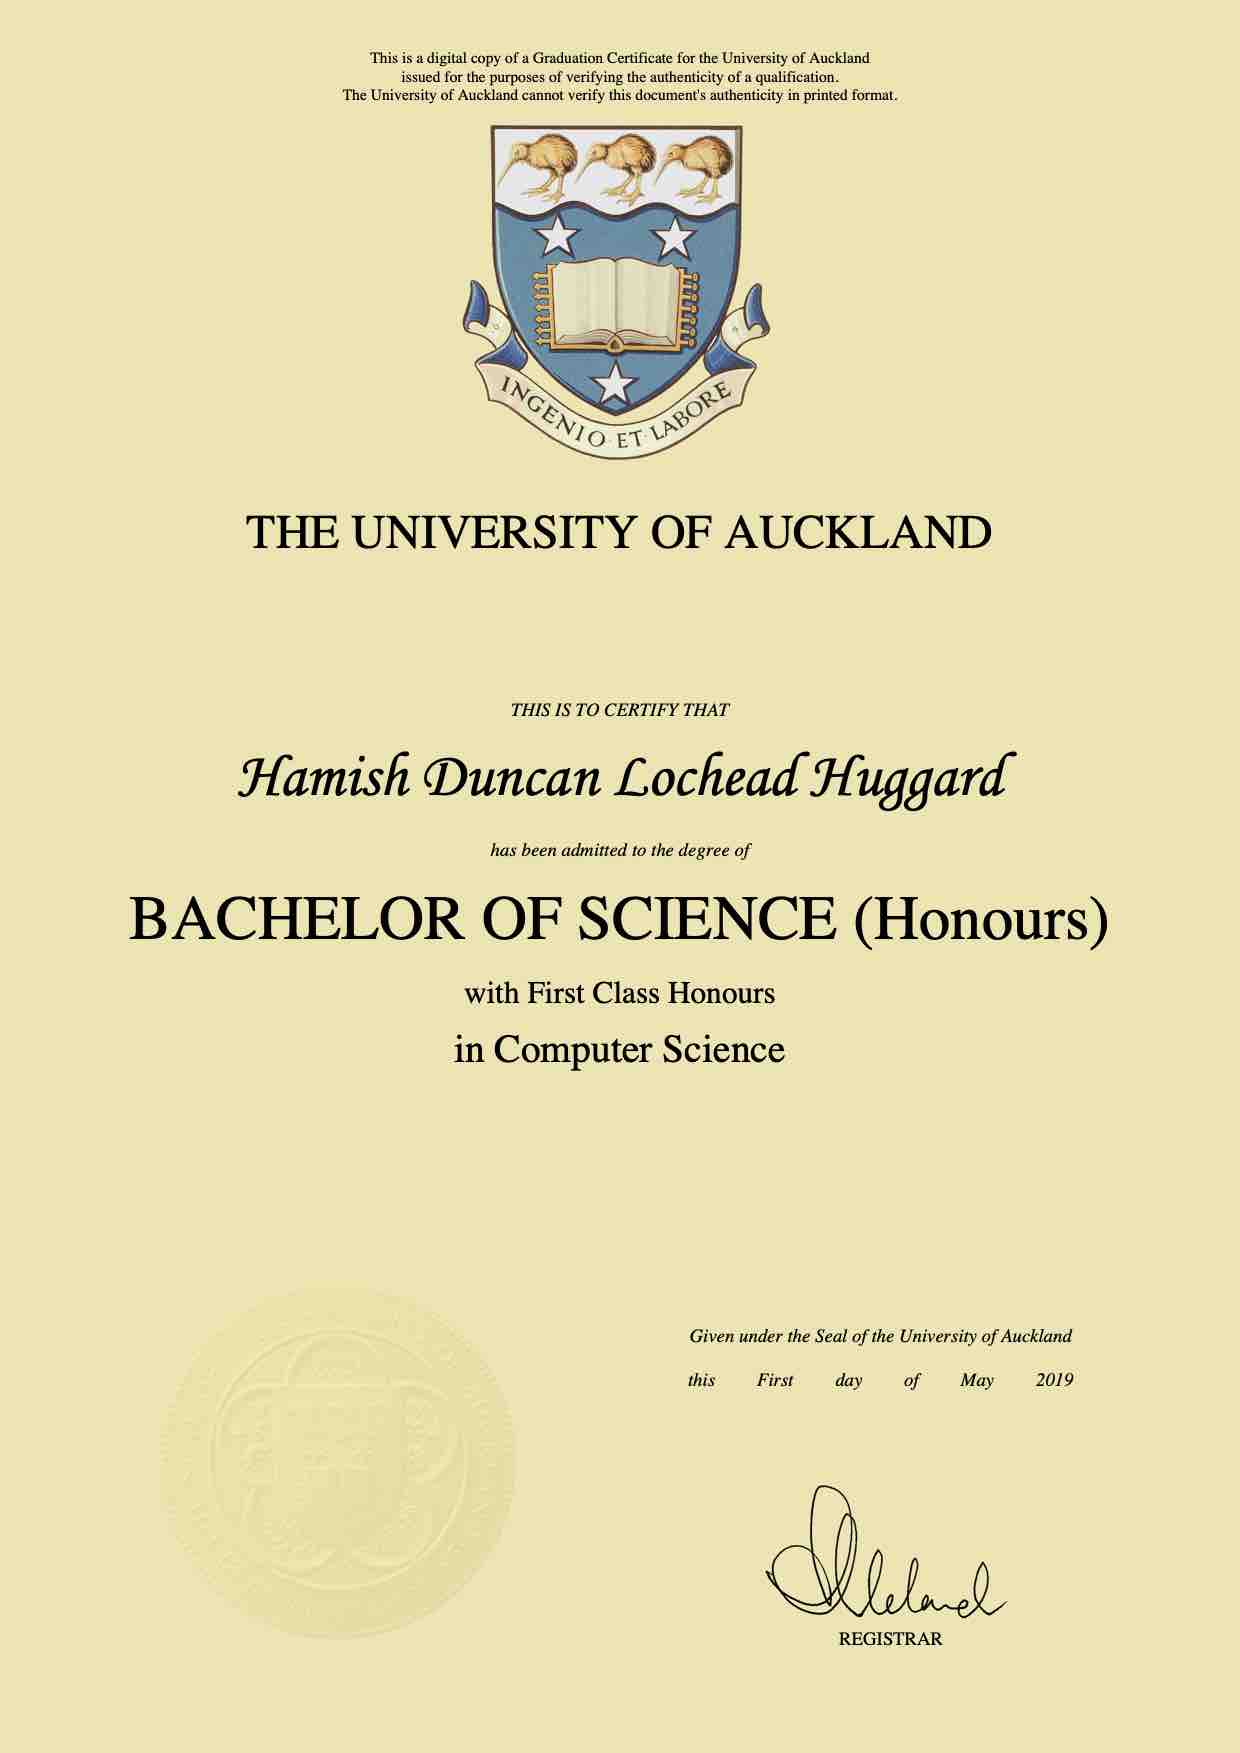 This is a digital copy of a Graduation Certificate for the University of Auckland
issued for the purposes of verifying the authenticity of a qualification.
The University of Auckland cannot verify this document's authenticity in printed format.
INGENIO ET LABORE
THE UNIVERSITY OF AUCKLAND
THIS IS TO CERTIFY THAT
Hamish Duncan Lochead Huggard
has been admitted to the degree of
BACHELOR OF SCIENCE (Honours)
with First Class Honours
in Computer Science
Given under the Seal of the University of Auckland
this First day of May 2019
REGISTRAR